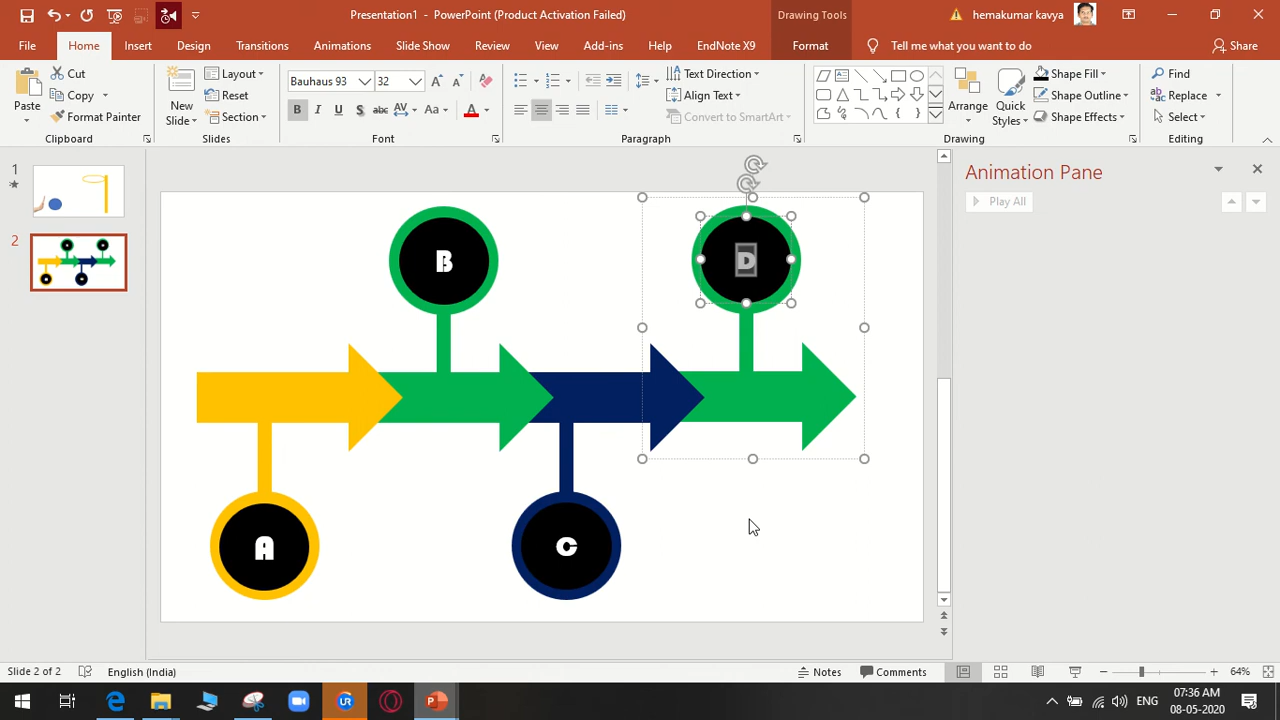 Presentation1 - PowerPoint (Product Activation Failed)
Drawing Tools
hemakumar kavya
File Home Insert Design Transitions Animations Slide Show Review View Add-ins Help EndNote X9 Format Tell me what you want to do Share
Paste
Cut
Copy
Format Painter
Clipboard
New Slide
Layout
Reset
Section
Slides
Bauhaus 93 32
B I U S abc AV Aa A
Font
Text Direction
Align Text
Convert to SmartArt
Paragraph
Arrange
Quick Styles
Shape Fill
Shape Outline
Shape Effects
Drawing
Find
Replace
Select
Editing
1
2
B
D
A
C
Animation Pane
Play All
Slide 2 of 2 English (India) Notes Comments 64%
UR
ENG
07:36 AM
08-05-2020